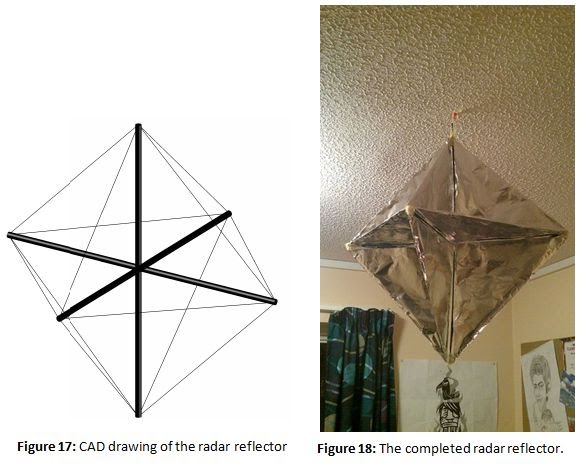 Figure 17: CAD drawing of the radar reflector
Figure 18: The completed radar reflector.